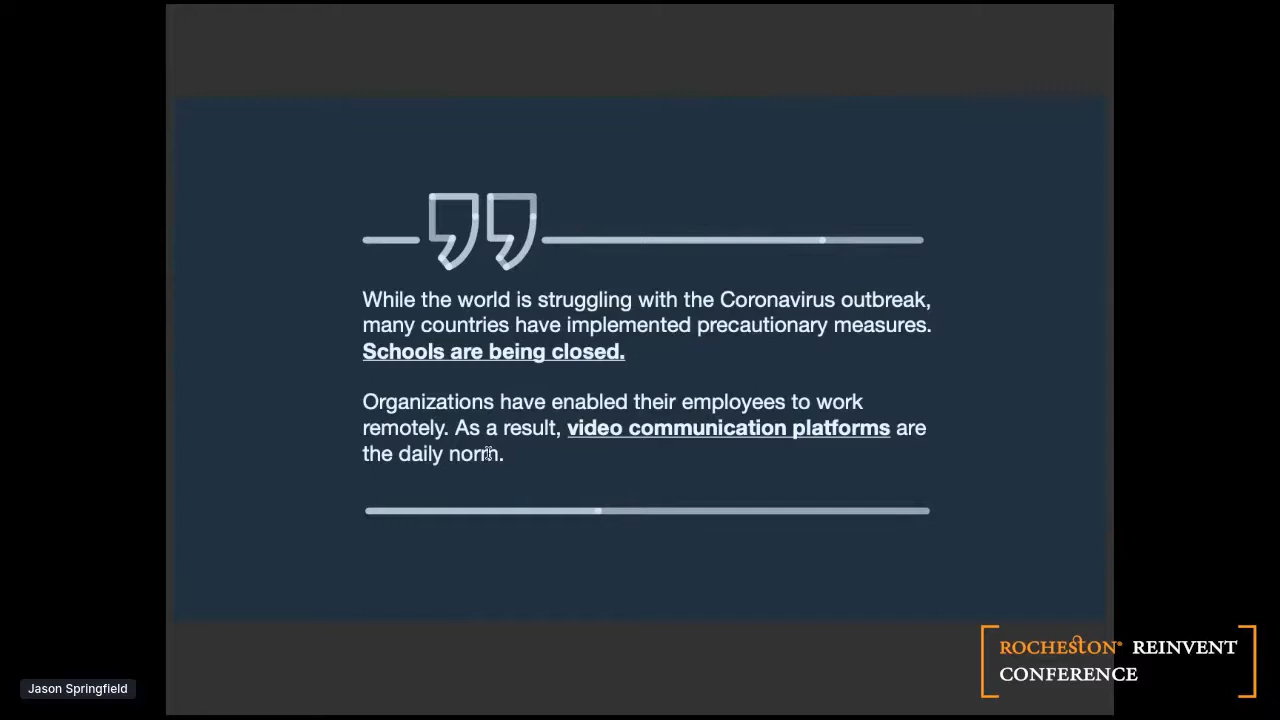 While the world is struggling with the Coronavirus outbreak,
many countries have implemented precautionary measures.
Schools are being closed.
Organizations have enabled their employees to work
remotely. As a result, video communication platforms are
the daily norm.
ROCHESTON® REINVENT
CONFERENCE
Jason Springfield